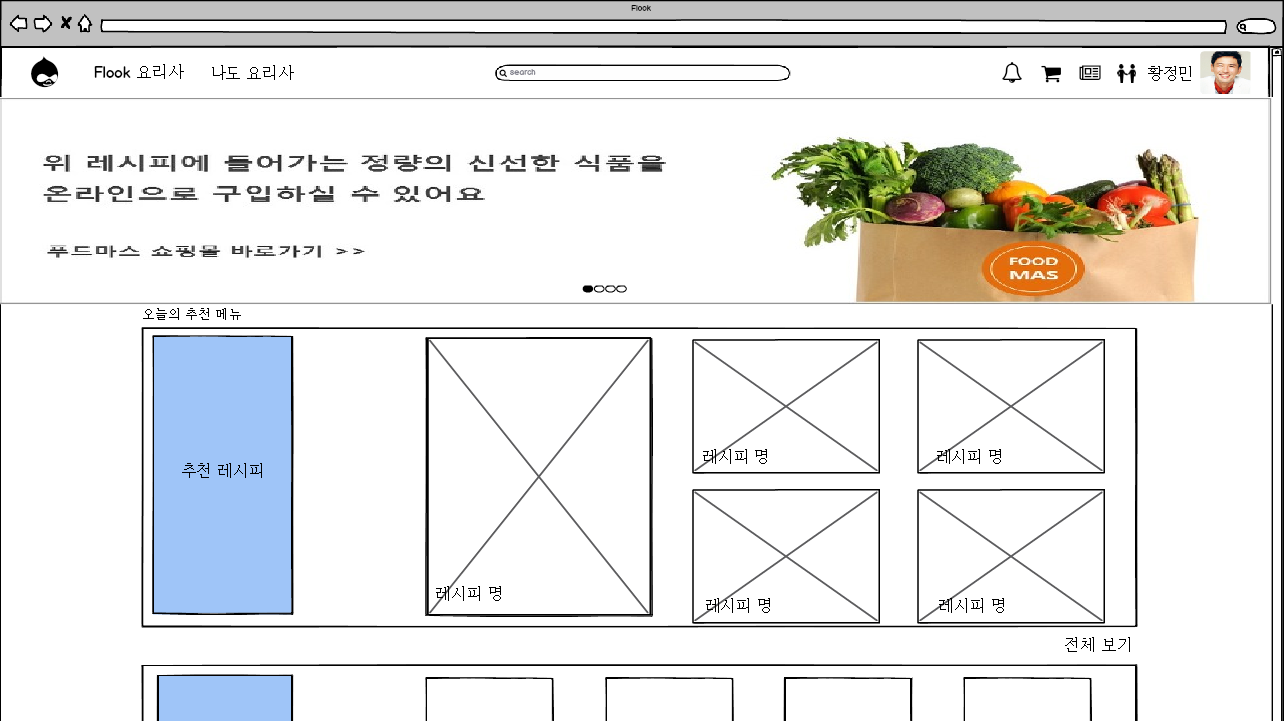 Flook
Flook 요리사
나도 요리사
search
황정민
위 레시피에 들어가는 정량의 신선한 식품을
온라인으로 구입하실 수 있어요
푸드마스 쇼핑몰 바로가기 >>
FOOD
MAS
오늘의 추천 메뉴
추천 레시피
레시피 명
레시피 명
레시피 명
레시피 명
레시피 명
전체 보기